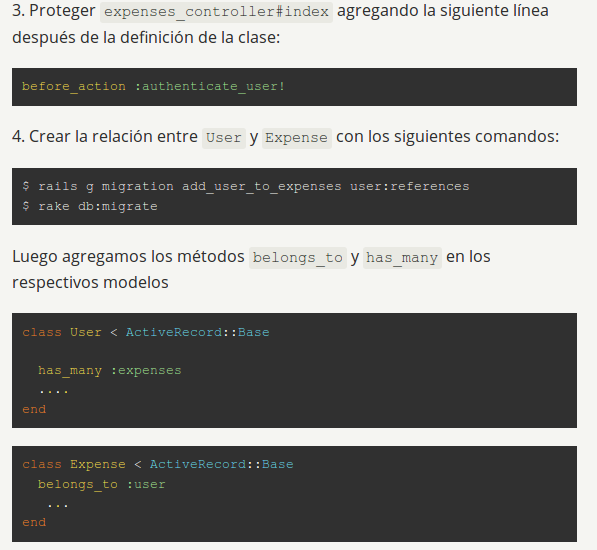 3. Proteger expenses_controller#index agregando la siguiente línea
después de la definición de la clase:
before_action :authenticate_user!
4. Crear la relación entre User y Expense con los siguientes comandos:
$ rails g migration add_user_to_expenses user:references
$ rake db:migrate
Luego agregamos los métodos belongs_to y has_many en los
respectivos modelos
class User < ActiveRecord::Base
has_many :expenses
....
end
class Expense < ActiveRecord::Base
belongs_to :user
...
end